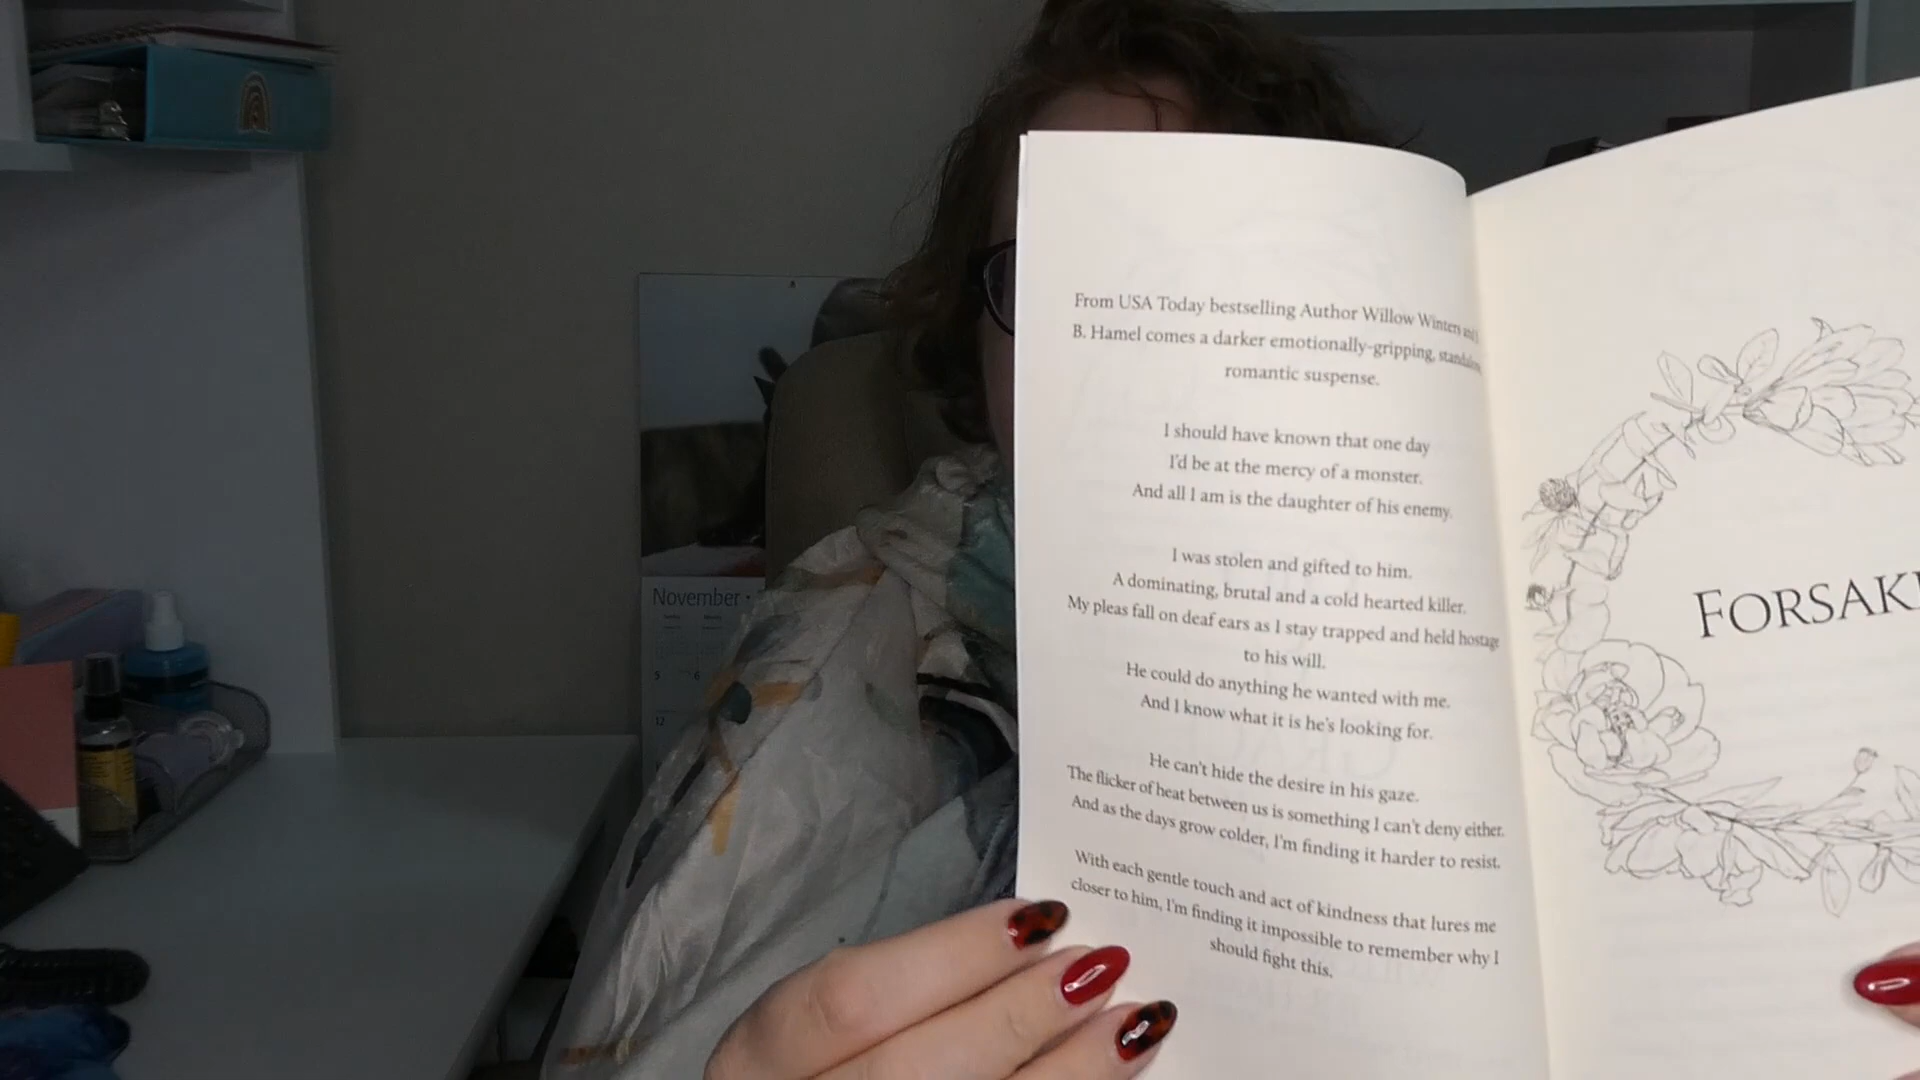 From USA Today bestselling Author Willow Winters and
B. Hamel comes a darker emotionally-gripping, standalone,
romantic suspense.
I should have known that one day
I'd be at the mercy of a monster.
And all I am is the daughter of his enemy.
I was stolen and gifted to him.
A dominating, brutal and a cold hearted killer.
My pleas fall on deaf ears as I stay trapped and held hostage
to his will.
He could do anything he wanted with me.
And I know what it is he's looking for.
He can't hide the desire in his gaze.
The flicker of heat between us is something I can't deny either.
And as the days grow colder, I'm finding it harder to resist.
With each gentle touch and act of kindness that lures me
closer to him, I'm finding it impossible to remember why I
should fight this.
FORSAK
November
5 6
12